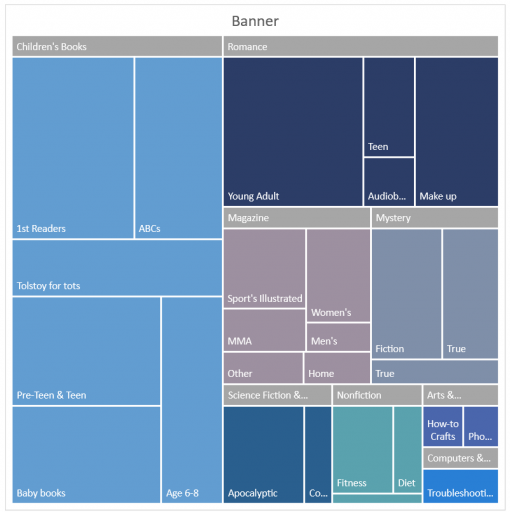 Banner
Children's Books
1st Readers
ABCs
Tolstoy for tots
Pre-Teen & Teen
Baby books
Age 6-8
Romance
Young Adult
Teen
Audiob...
Make up
Magazine
Sport's Illustrated
Women's
MMA
Men's
Other
Home
Mystery
Fiction
True
True
Science Fiction &...
Apocalyptic
Co...
Nonfiction
Fitness
Diet
Arts &...
How-to
Crafts
Pho...
Computers &...
Troubleshooti...